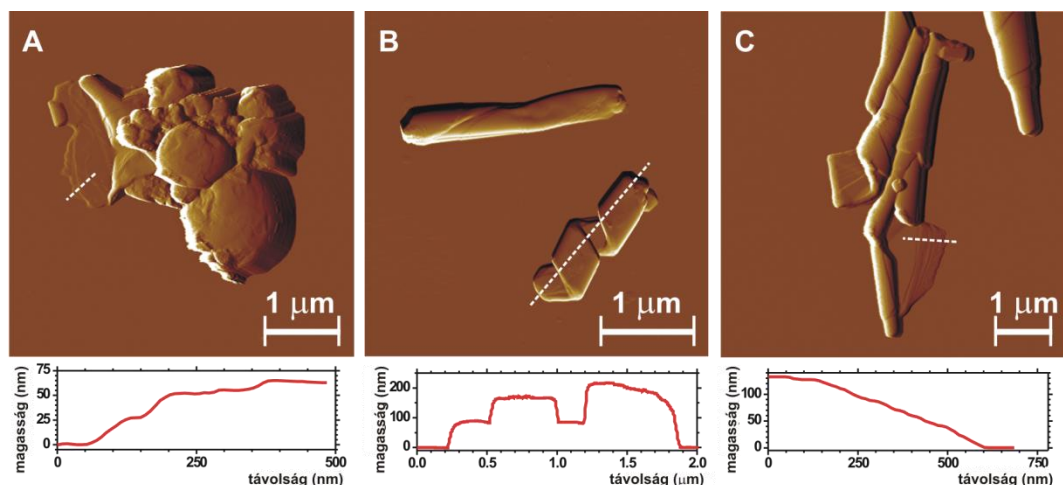 A
1 μm
B
1 μm
C
1 μm
magasság (nm)
75
50
25
0
0
250
500
távolság (nm)
magasság (nm)
200
100
0
0.0
0.5
1.0
1.5
2.0
távolság (μm)
magasság (nm)
100
50
0
0
250
500
750
távolság (nm)